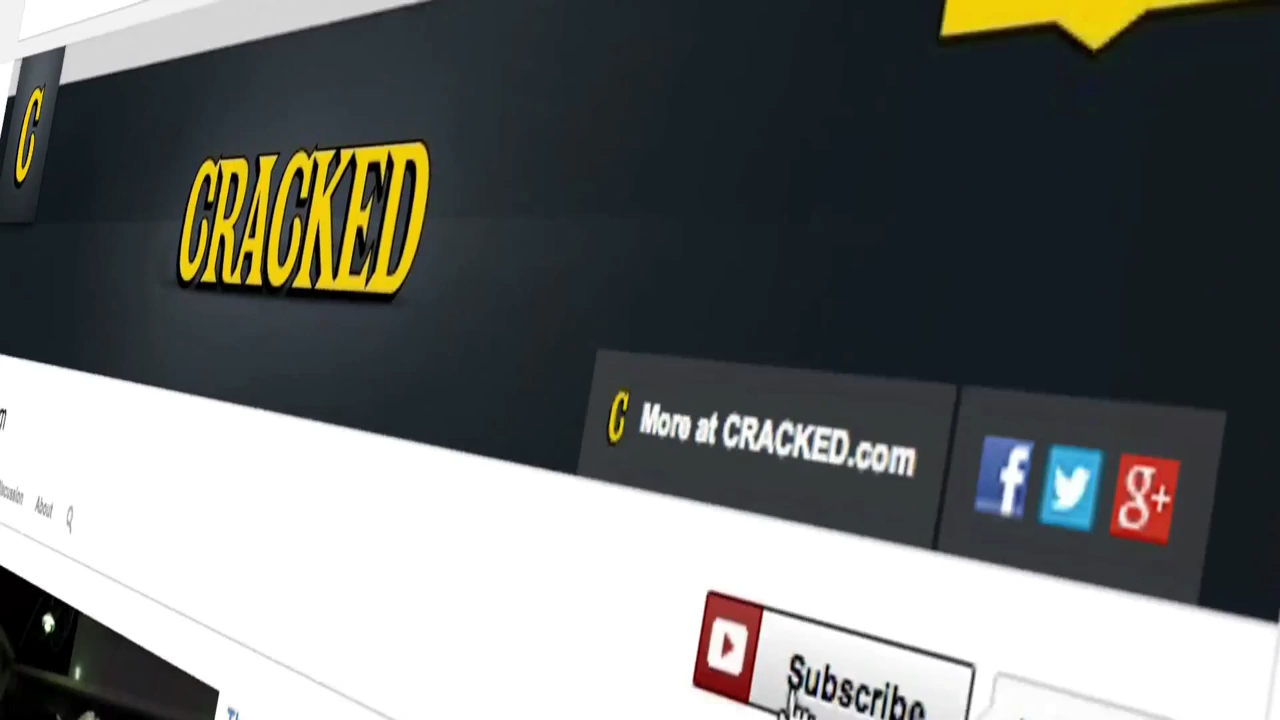 C
CRACKED
C More at CRACKED.com
f
g+
About
Subscribe